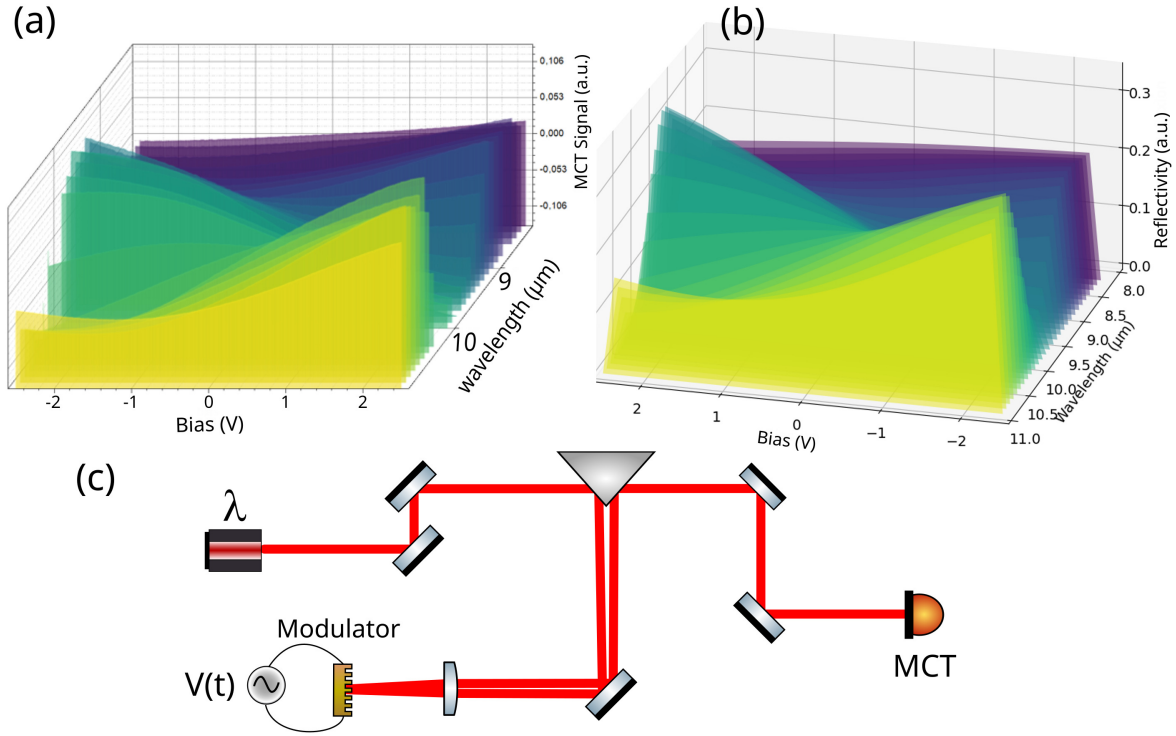 (a)
0,106
0,053
0,000
-0,053
-0,106
MCT Signal (a.u.)
9
10
wavelength (μm)
-2
-1
0
1
2
Bias (V)
(b)
0.3
0.2
0.1
0.0
Reflectivity (a.u.)
8.0
8.5
9.0
9.5
10.0
10.5
11.0
Wavelength (μm)
2
1
0
−1
−2
Bias (V)
(c)
λ
Modulator
V(t)
MCT